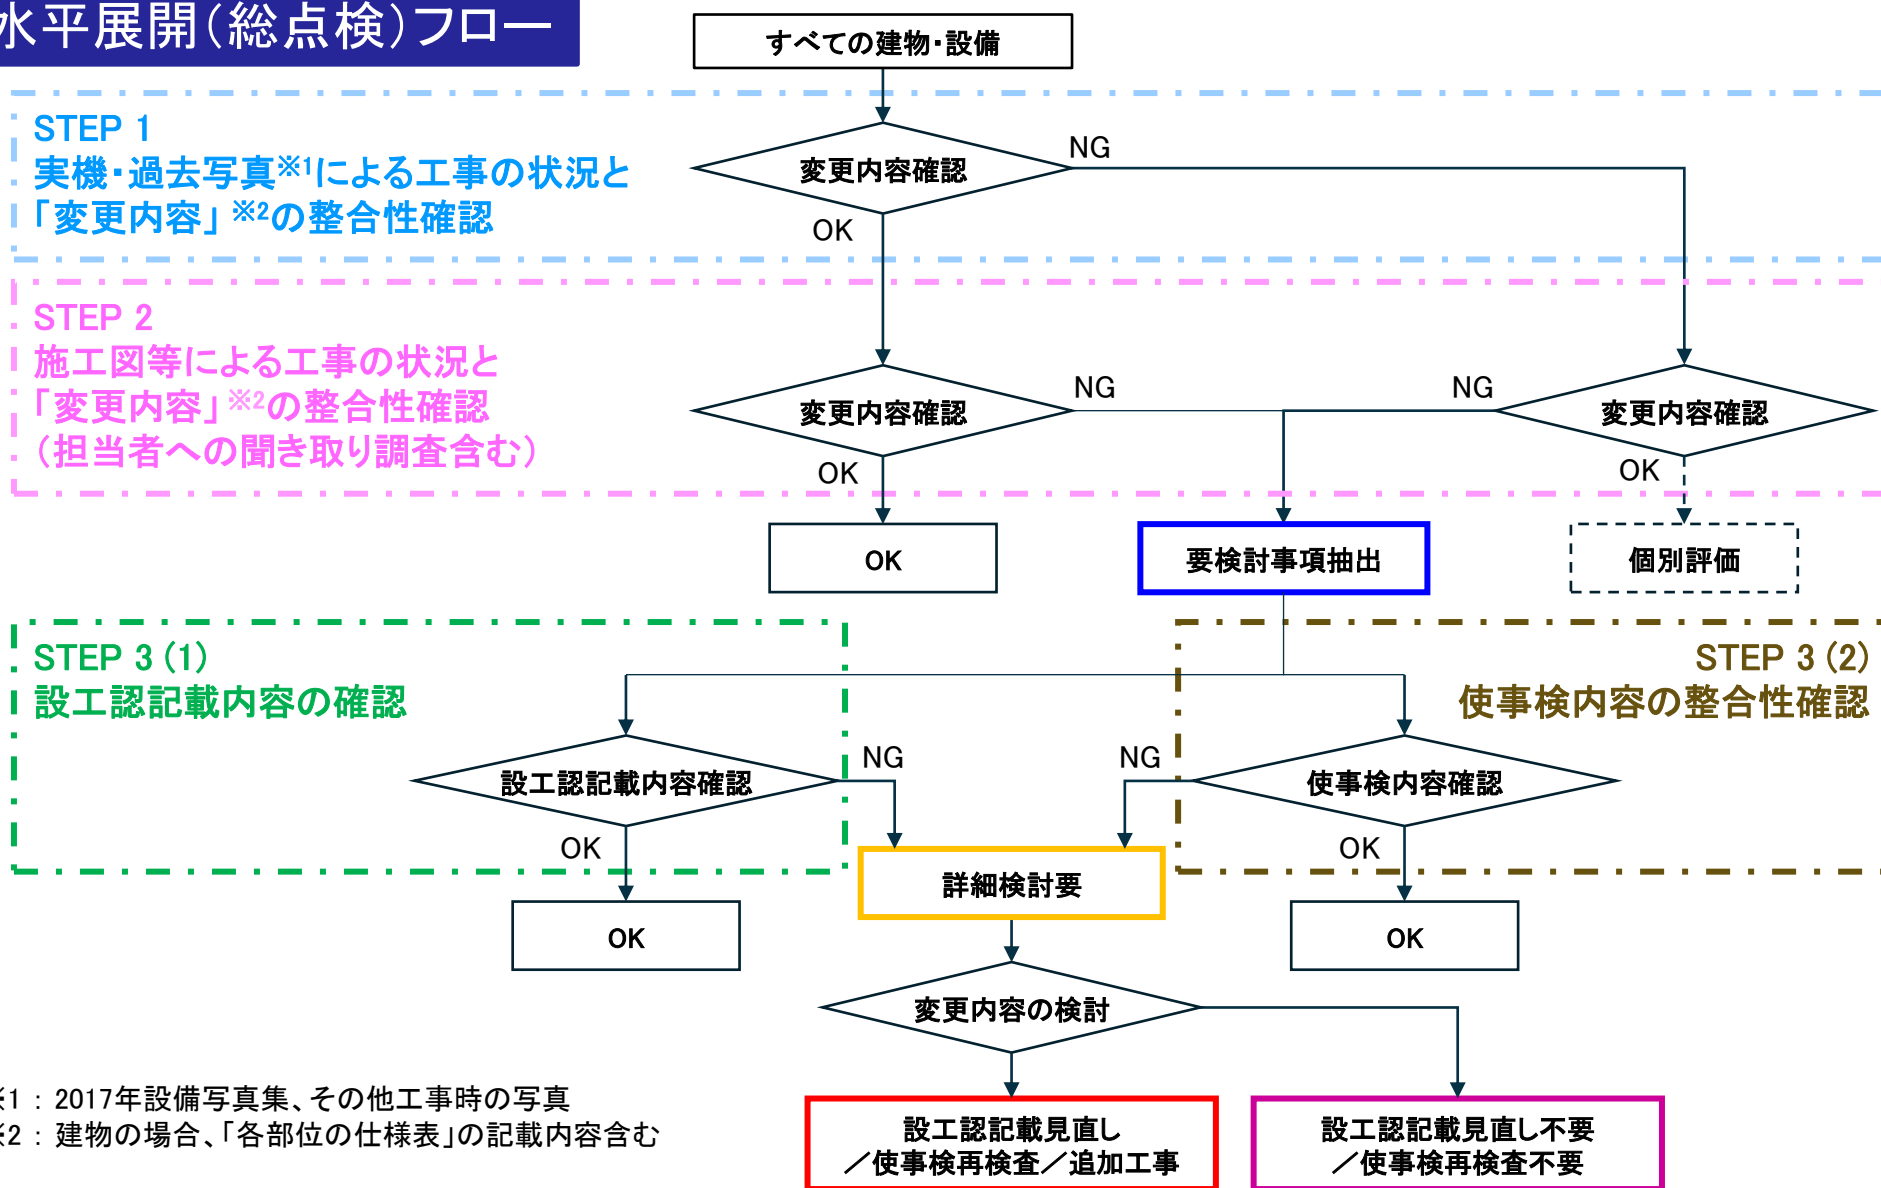 水平展開（総点検）フロー
すべての建物・設備
STEP 1
実機・過去写真※1による工事の状況と
「変更内容」※2の整合性確認
変更内容確認
NG
OK
STEP 2
施工図等による工事の状況と
「変更内容」※2の整合性確認
（担当者への聞き取り調査含む）
変更内容確認
NG
OK
NG
変更内容確認
OK
OK
要検討事項抽出
個別評価
STEP 3 (1)
設工認記載内容の確認
STEP 3 (2)
使事検内容の整合性確認
設工認記載内容確認
NG
OK
NG
使事検内容確認
OK
詳細検討要
OK
OK
変更内容の検討
設工認記載見直し
／使事検再検査／追加工事
設工認記載見直し不要
／使事検再検査不要
※1：2017年設備写真集、その他工事時の写真
※2：建物の場合、「各部位の仕様表」の記載内容含む